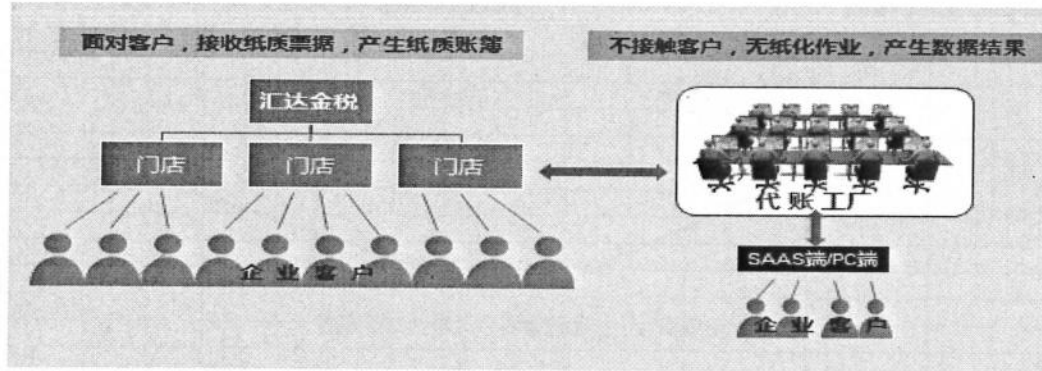 面对客户，接收纸质票据，产生纸质账簿
不接触客户，无纸化作业，产生数据结果
汇达金税
门店
门店
门店
代账工厂
SAAS端/PC端
企业客户
企业客户